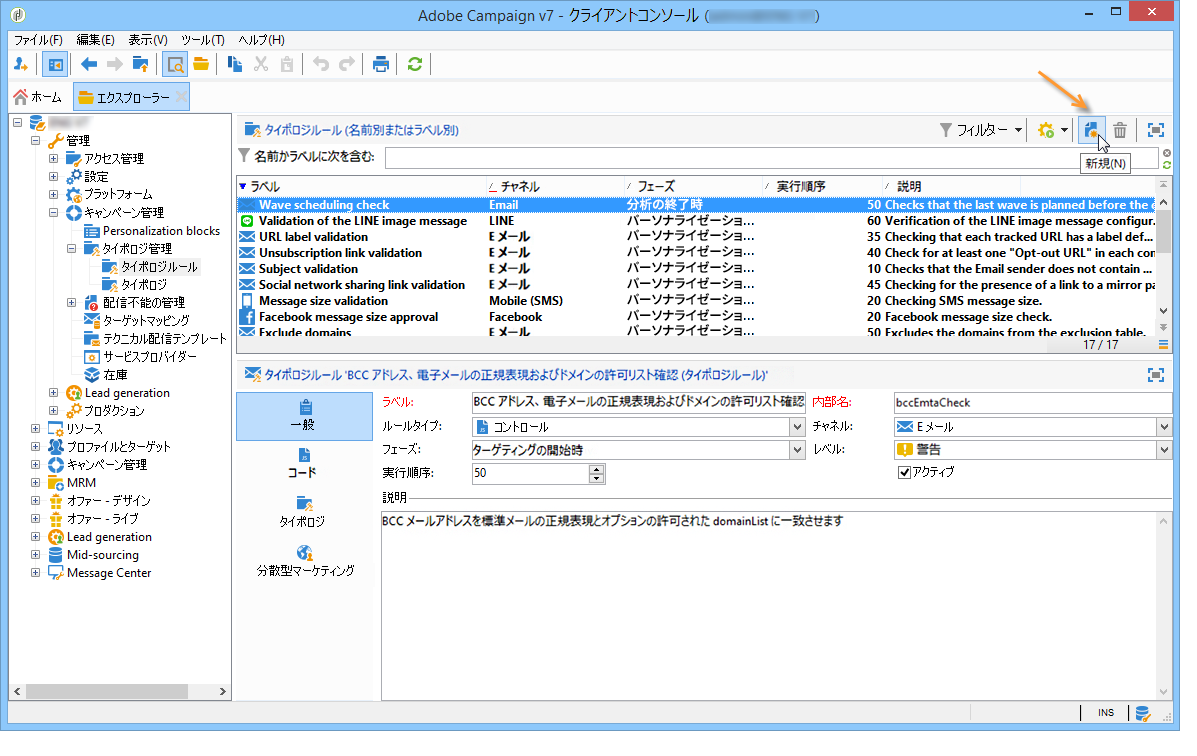 Adobe Campaign v7 - クライアントコンソール (
ファイル(F) 編集(E) 表示(V) ツール(T) ヘルプ(H)
ホーム エクスプローラー
管理
アクセス管理
設定
プラットフォーム
キャンペーン管理
Personalization blocks
タイポロジ管理
タイポロジルール
タイポロジ
配信不能の管理
ターゲットマッピング
テクニカル配信テンプレート
サービスプロバイダー
在庫
Lead generation
プロダクション
リソース
プロファイルとターゲット
キャンペーン管理
MRM
オファー - デザイン
オファー - ライブ
Lead generation
Mid-sourcing
Message Center
タイポロジルール (名前別またはラベル別) フィルター
名前かラベルに次を含む:
新規(N)
ラベル チャネル フェーズ 実行順序 説明
Wave scheduling check Email 分析の終了時 50 Checks that the last wave is planned before the e
Validation of the LINE image message LINE パーソナライゼーショ... 60 Verification of the LINE image message configur...
URL label validation E メール パーソナライゼーショ... 35 Checking that each tracked URL has a label def...
Unsubscription link validation E メール パーソナライゼーショ... 40 Check for at least one "Opt-out URL" in each con
Subject validation E メール パーソナライゼーショ... 10 Checks that the Email sender does not contain ...
Social network sharing link validation E メール パーソナライゼーショ... 45 Checking for the presence of a link to a mirror pa
Message size validation Mobile (SMS) パーソナライゼーショ... 20 Checking SMS message size.
Facebook message size approval Facebook パーソナライゼーショ... 20 Facebook message size check.
Exclude domains E メール パーソナライゼーショ... 50 Excludes the domains from the exclusion table.
17 / 17
タイポロジルール 'BCC アドレス、電子メールの正規表現およびドメインの許可リスト確認 (タイポロジルール)'
一般
コード
タイポロジ
分散型マーケティング
ラベル: BCC アドレス、電子メールの正規表現およびドメインの許可リスト確認 内部名: bccEmtaCheck
ルールタイプ: コントロール チャネル: E メール
フェーズ: ターゲティングの開始時 レベル: 警告
実行順序: 50 アクティブ
説明
BCC メールアドレスを標準メールの正規表現とオプションの許可された domainList に一致させます
INS